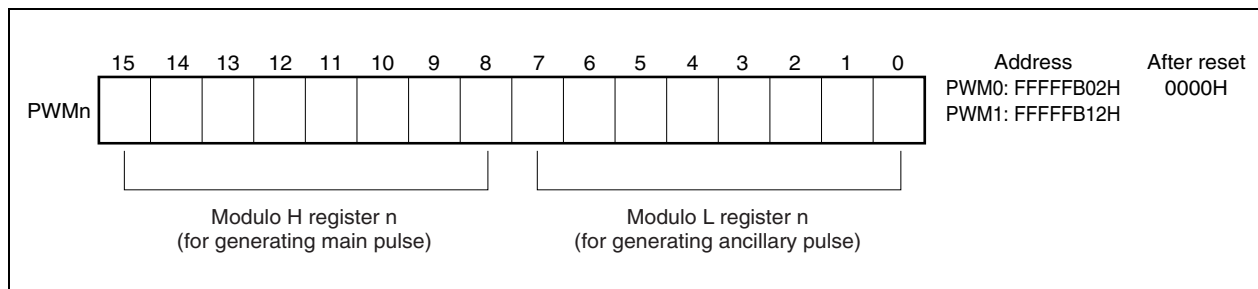 15 14 13 12 11 10 9 8 7 6 5 4 3 2 1 0 Address After reset
PWMn PWM0: FFFFFB02H 0000H
PWM1: FFFFFB12H
Modulo H register n Modulo L register n
(for generating main pulse) (for generating ancillary pulse)